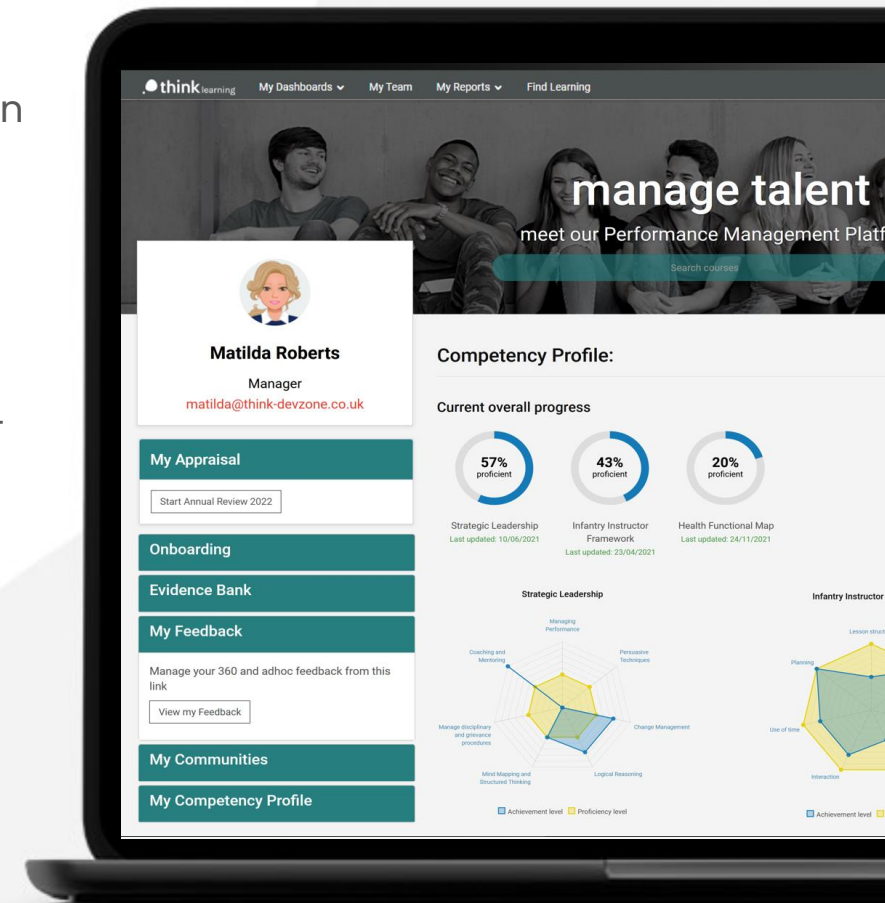 n
think learning My Dashboards My Team My Reports Find Learning
manage talent
meet our Performance Management
Search courses
Matilda Roberts
Manager
matilda@think-devzone.co.uk
My Appraisal
Start Annual Review 2022
Onboarding
Evidence Bank
My Feedback
Manage your 360 and adhoc feedback from this
link
View my Feedback
My Communities
My Competency Profile
Competency Profile:
Current overall progress
57%
proficient
Strategic Leadership
Last updated: 10/06/2021
43%
proficient
Infantry Instructor
Framework
Last updated: 23/04/2021
20%
proficient
Health Functional Map
Last updated: 24/11/2021
Strategic Leadership
Managing
Performance
Persuasive
Techniques
Change Management
Logical Reasoning
Mind Mapping and
Structured Thinking
Manage disciplinary
and grievance
procedures
Coaching and
Mentoring
Achievement level Proficiency level
Infantry Instructor
Lesson
Planning
Use of time
Interaction
Achievement level